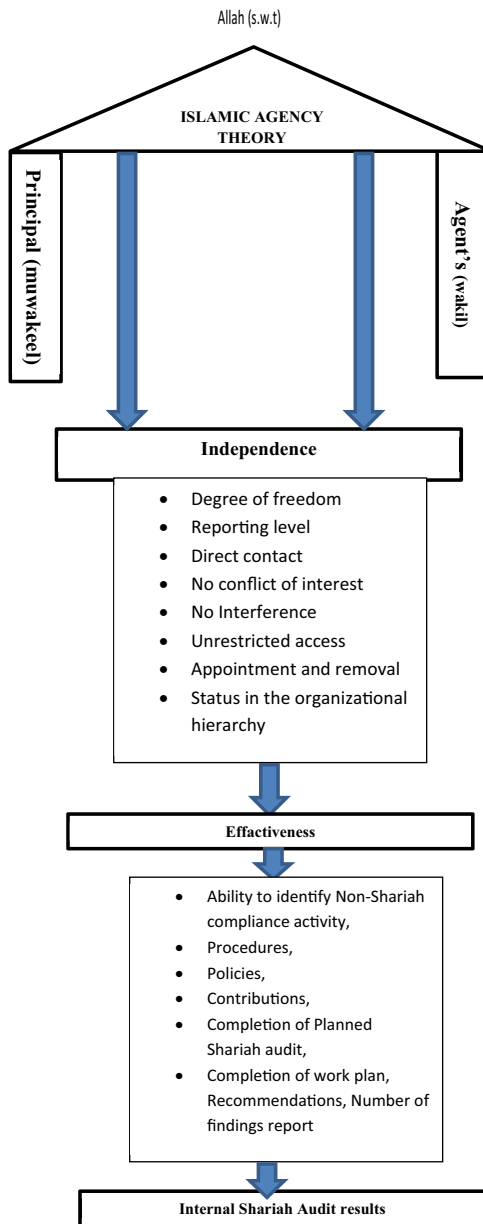 Allah (s.w.t)
ISLAMIC AGENCY
THEORY
Principal (muwakeel)
Agent's (wakil)
Independence
• Degree of freedom
• Reporting level
• Direct contact
• No conflict of interest
• No Interference
• Unrestricted access
• Appointment and removal
• Status in the organizational
hierarchy
Effactiveness
• Ability to identify Non-Shariah
compliance activity,
• Procedures,
• Policies,
• Contributions,
• Completion of Planned
Shariah audit,
• Completion of work plan,
Recommendations, Number of
findings report
Internal Shariah Audit results